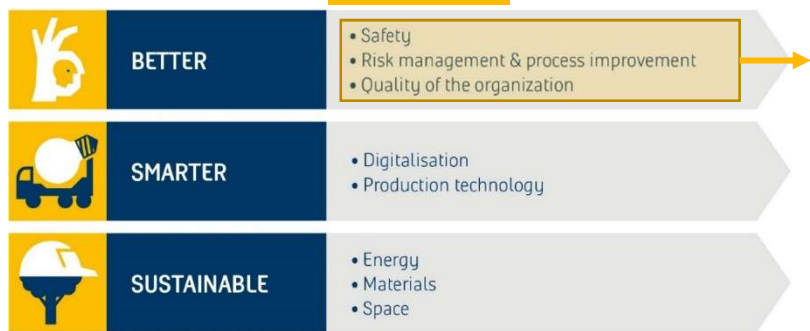 BETTER
• Safety
• Risk management & process improvement
• Quality of the organization
SMARTER
• Digitalisation
• Production technology
SUSTAINABLE
• Energy
• Materials
• Space